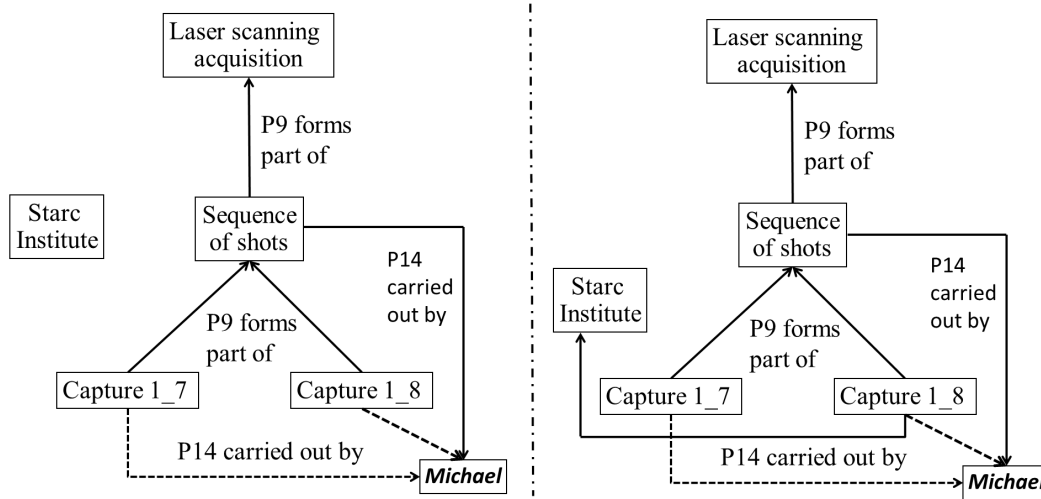 Laser scanning
acquisition
P9 forms
part of
Starc
Institute
Sequence
of shots
P14
carried
out by
P9 forms
part of
Capture 1_7
Capture 1_8
P14 carried out by
Michael
Laser scanning
acquisition
P9 forms
part of
Sequence
of shots
Starc
Institute
P14
carried
out by
P9 forms
part of
Capture 1_7
Capture 1_8
P14 carried out by
Michael